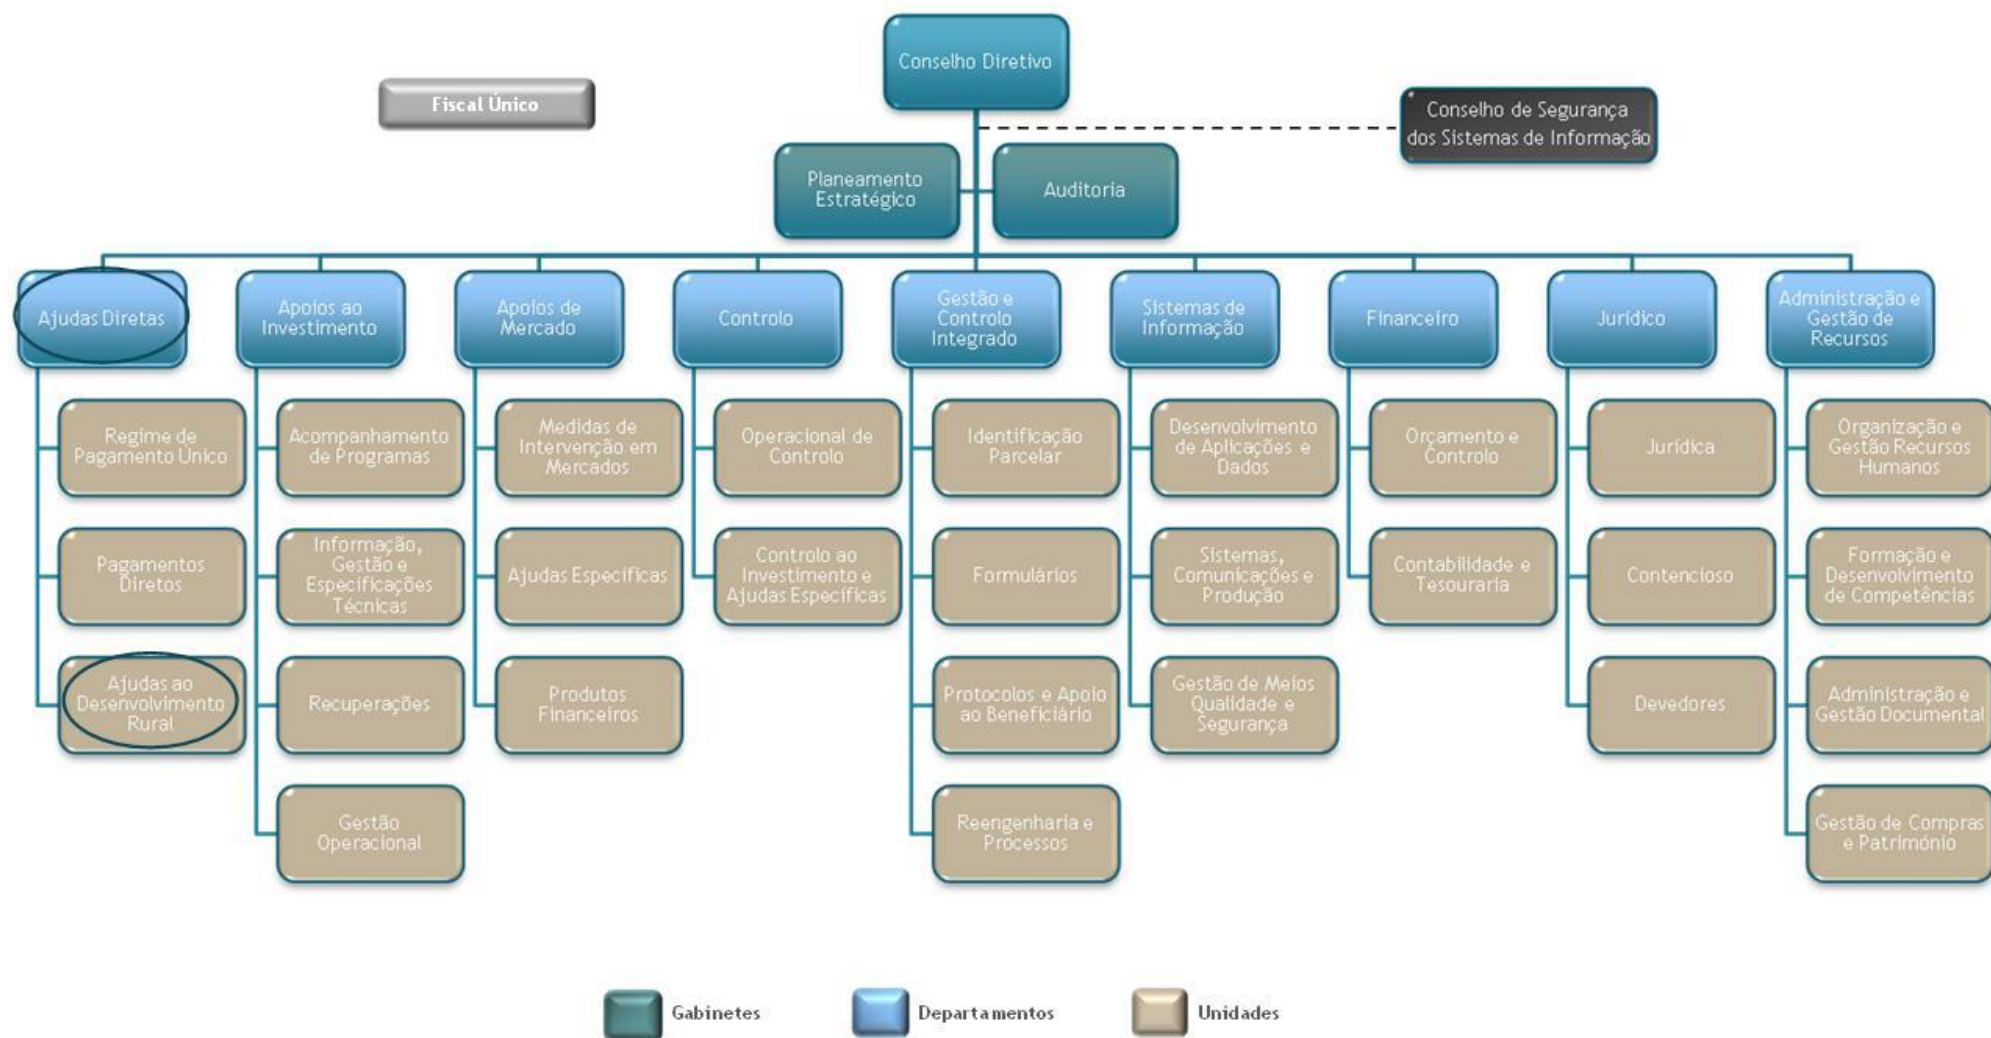 Conselho Diretivo
Fiscal Único
Conselho de Segurança
dos Sistemas de Informação
Planeamento
Estratégico
Auditoria
Ajudas Diretas
Apoios ao
Investimento
Apoios de
Mercado
Controlo
Gestão e
Controlo
Integrado
Sistemas de
Informação
Financeiro
Jurídico
Administração e
Gestão de
Recursos
Regime de
Pagamento Único
Acompanhamento
de Programas
Medidas de
Intervenção em
Mercados
Operacional de
Controlo
Identificação
Parcelar
Desenvolvimento
de Aplicações e
Dados
Orçamento e
Controlo
Jurídica
Organização e
Gestão Recursos
Humanos
Pagamentos
Diretos
Informação,
Gestão e
Especificações
Técnicas
Ajudas Específicas
Controlo ao
Investimento e
Ajudas Específicas
Formulários
Sistemas,
Comunicações e
Produção
Contabilidade e
Tesouraria
Contencioso
Formação e
Desenvolvimento
de Competências
Ajudas ao
Desenvolvimento
Rural
Recuperações
Produtos
Financeiros
Protocolos e Apoio
ao Beneficiário
Gestão de Meios
Qualidade e
Segurança
Devedores
Administração e
Gestão Documental
Gestão
Operacional
Reengenharia e
Processos
Gestão de Compras
e Património
Gabinetes
Departamentos
Unidades